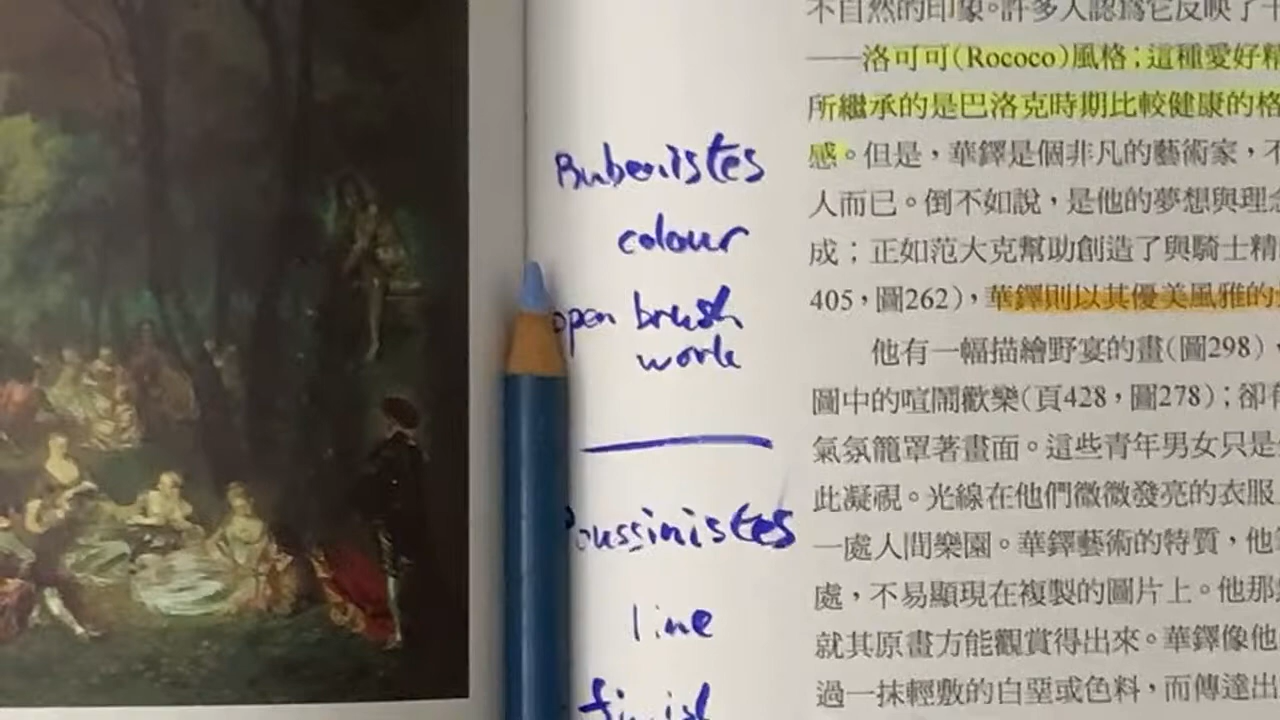 Rubenistes
colour
open brush
work
Poussinistes
line
finish
不自然的印象。許多人認爲它反映了十
——洛可可(Rococo)風格；這種愛好精
所繼承的是巴洛克時期比較健康的格
感。但是，華鐸是個非凡的藝術家，不
人而已。倒不如說，是他的夢想與理念
成；正如范大克幫助創造了與騎士精
405，圖262)，華鐸則以其優美風雅的
他有一幅描繪野宴的畫(圖298)，
圖中的喧鬧歡樂(頁428，圖278)；卻有
氣氛籠罩著畫面。這些青年男女只是
此凝視。光線在他們微微發亮的衣服
一處人間樂園。華鐸藝術的特質，他
處，不易顯現在複製的圖片上。他那
就其原畫方能觀賞得出來。華鐸像他
過一抹輕敷的白堊或色料，而傳達出